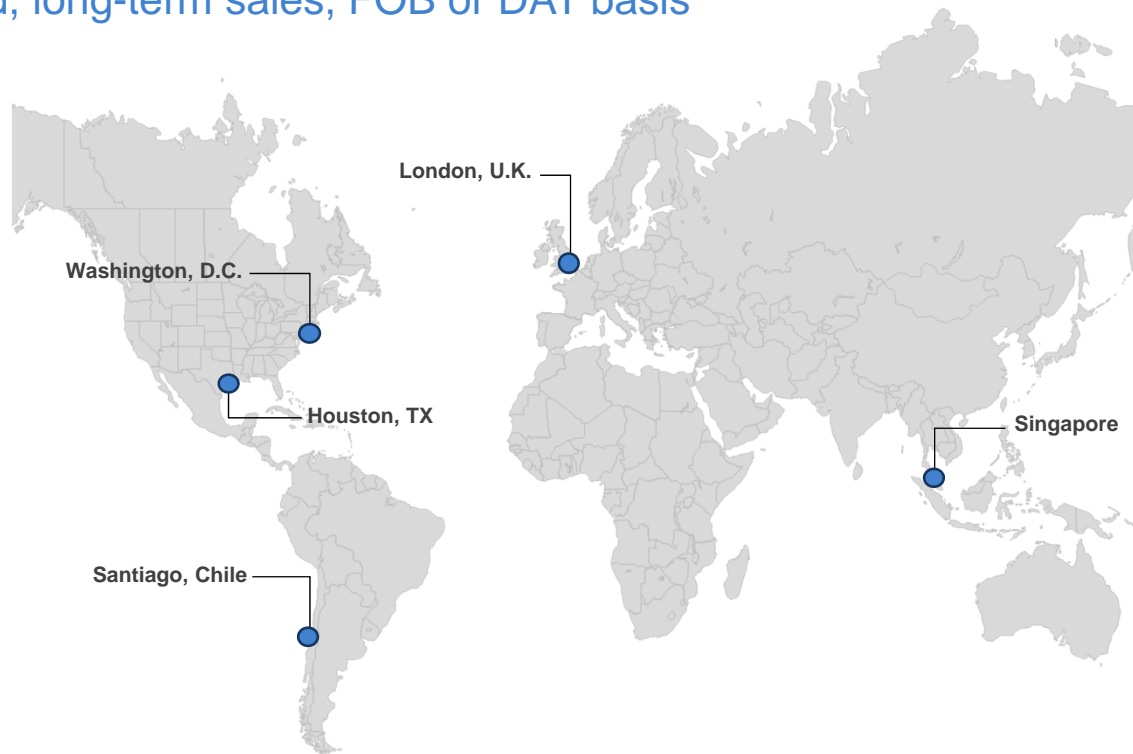 long-term sales, FOB or DAT basis
London, U.K.
Washington, D.C.
Houston, TX
Singapore
Santiago, Chile